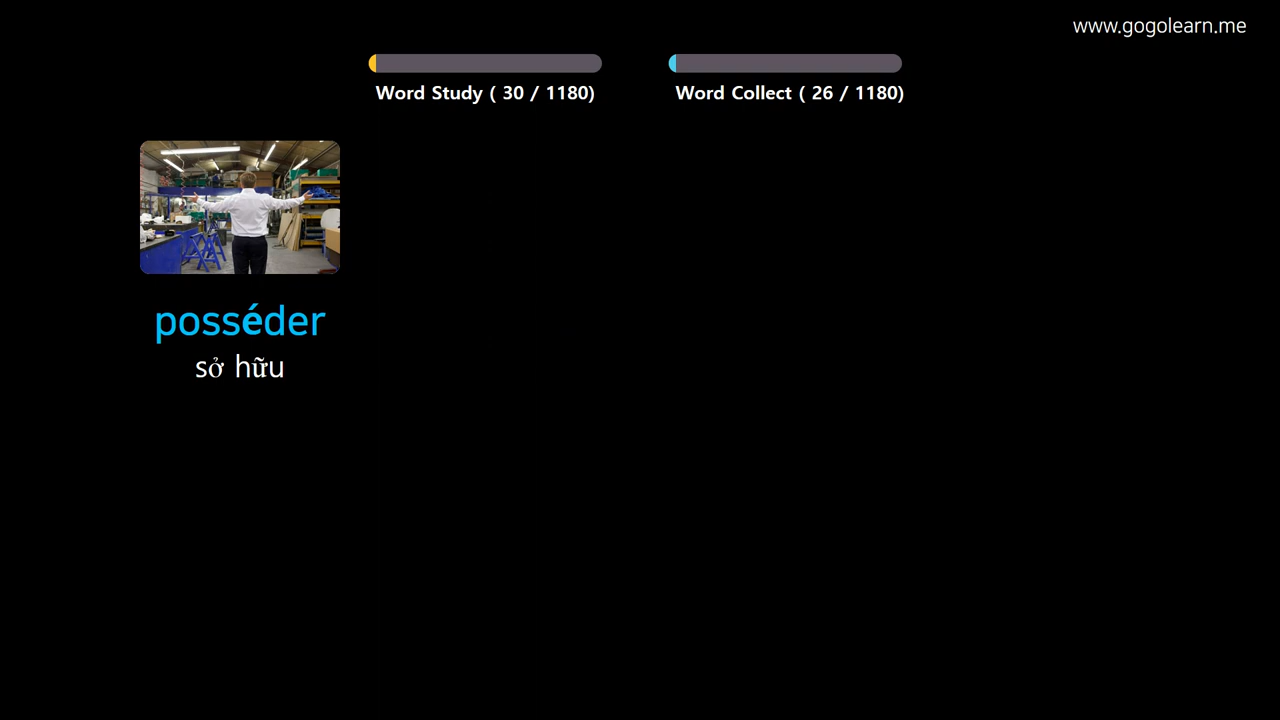 www.gogolearn.me
Word Study ( 30 / 1180)
Word Collect ( 26 / 1180)
posséder
sở hữu